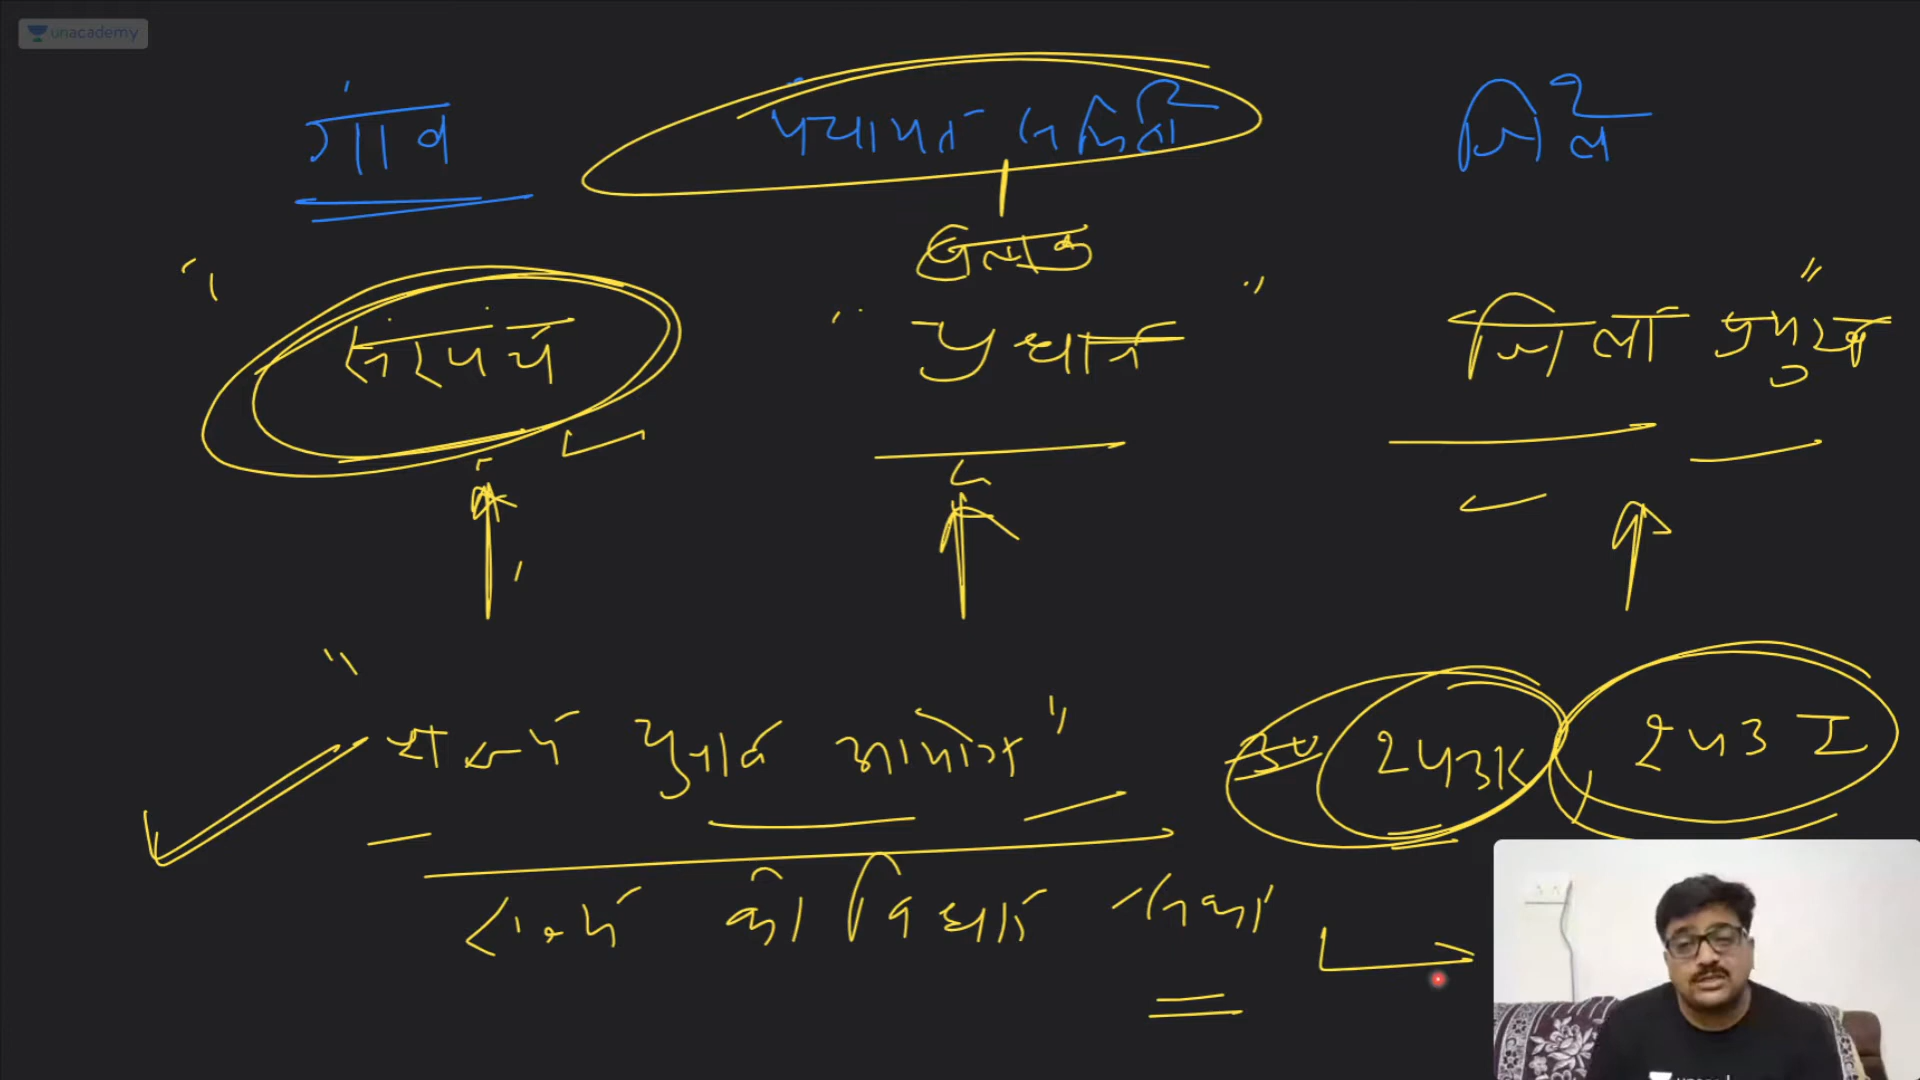 unacademy
गांव पंचायत समिति जिले
ब्लाक
"सरपंच" "प्रधान" "जिला प्रमुख"
"राज्य चुनाव आयोग" 243K 243 I
राज्य की विधान सभा